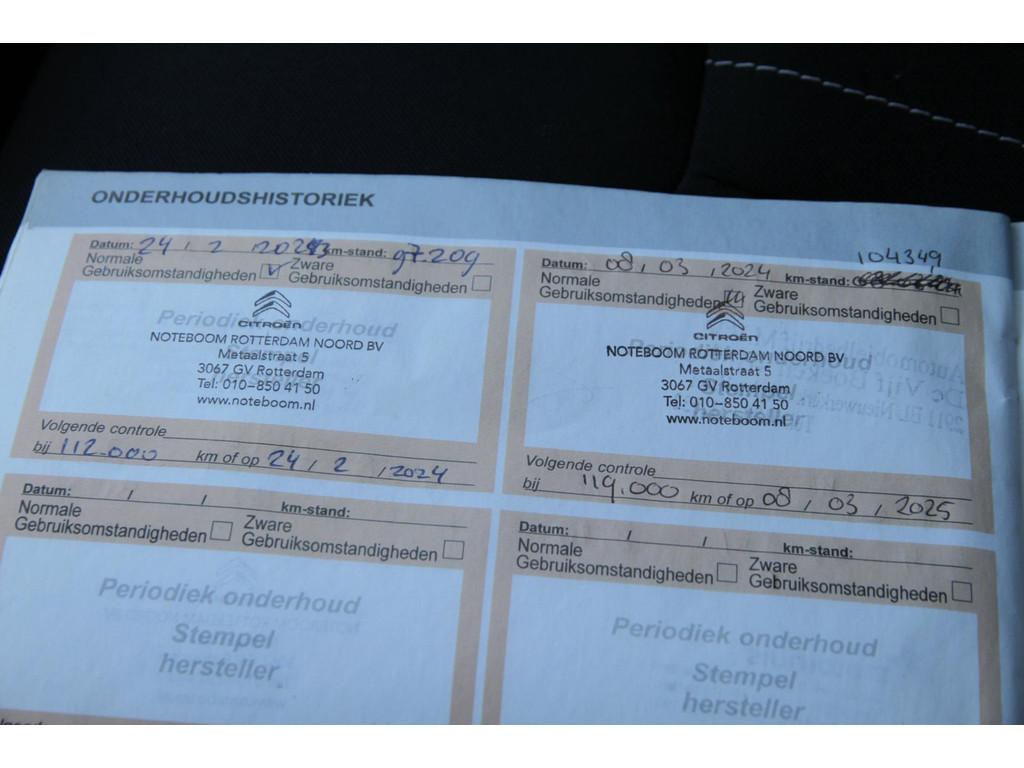 ONDERHOUDSHISTORIEK
Datum: 24 / 2 / 2023 km-stand: 97.209
Normale Gebruiksomstandigheden Zware Gebruiksomstandigheden
Periodiek onderhoud
CITROËN
NOTEBOOM ROTTERDAM NOORD BV
Metaalstraat 5
3067 GV Rotterdam
Tel: 010-850 41 50
www.noteboom.nl
Volgende controle
bij 112.000 km of op 24 / 2 / 2024
104349
Datum: 08 / 03 / 2024 km-stand:
Normale Gebruiksomstandigheden Zware Gebruiksomstandigheden
CITROËN
NOTEBOOM ROTTERDAM NOORD BV
Metaalstraat 5
3067 GV Rotterdam
Tel: 010-850 41 50
www.noteboom.nl
Volgende controle
bij 119.000 km of op 08 / 03 / 2025
Datum: / / km-stand:
Normale Gebruiksomstandigheden Zware Gebruiksomstandigheden
Periodiek onderhoud
Stempel
hersteller
Datum: / / km-stand:
Normale Gebruiksomstandigheden Zware Gebruiksomstandigheden
Periodiek onderhoud
Stempel
hersteller